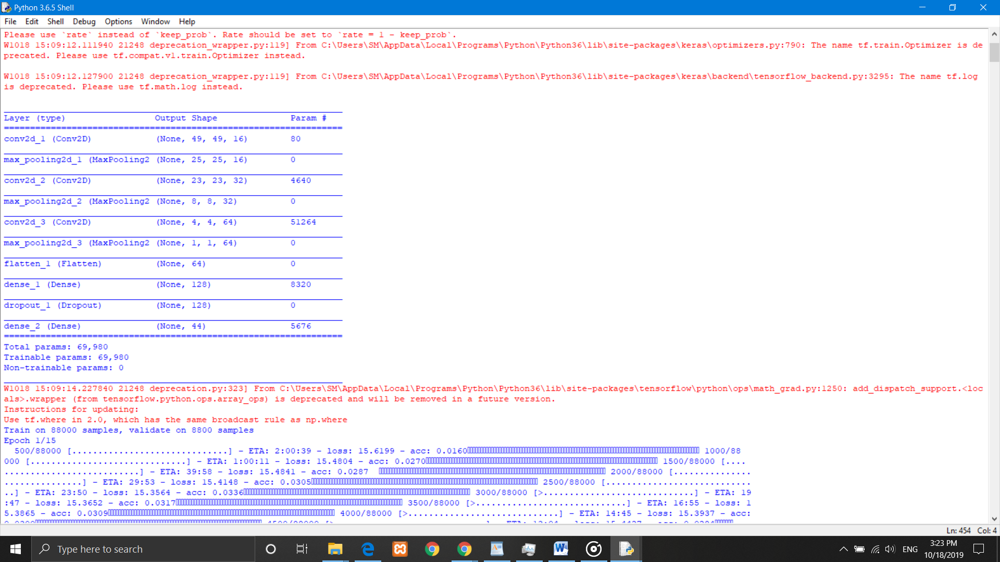 Python 3.6.5 Shell
File Edit Shell Debug Options Window Help
Please use `rate` instead of `keep_prob`. Rate should be set to `rate = 1 - keep_prob`.
W1018 15:09:12.111940 21248 deprecation_wrapper.py:119] From C:\Users\SM\AppData\Local\Programs\Python\Python36\lib\site-packages\keras\optimizers.py:790: The name tf.train.Optimizer is de
precated. Please use tf.compat.v1.train.Optimizer instead.
W1018 15:09:12.127900 21248 deprecation_wrapper.py:119] From C:\Users\SM\AppData\Local\Programs\Python\Python36\lib\site-packages\keras\backend\tensorflow_backend.py:3295: The name tf.log
is deprecated. Please use tf.math.log instead.
Layer (type) Output Shape Param #
=================================================================
conv2d_1 (Conv2D) (None, 49, 49, 16) 80
max_pooling2d_1 (MaxPooling2 (None, 25, 25, 16) 0
conv2d_2 (Conv2D) (None, 23, 23, 32) 4640
max_pooling2d_2 (MaxPooling2 (None, 8, 8, 32) 0
conv2d_3 (Conv2D) (None, 4, 4, 64) 51264
max_pooling2d_3 (MaxPooling2 (None, 1, 1, 64) 0
flatten_1 (Flatten) (None, 64) 0
dense_1 (Dense) (None, 128) 8320
dropout_1 (Dropout) (None, 128) 0
dense_2 (Dense) (None, 44) 5676
=================================================================
Total params: 69,980
Trainable params: 69,980
Non-trainable params: 0
W1018 15:09:14.227840 21248 deprecation.py:323] From C:\Users\SM\AppData\Local\Programs\Python\Python36\lib\site-packages\tensorflow\python\ops\math_grad.py:1250: add_dispatch_support.<loc
als>.wrapper (from tensorflow.python.ops.array_ops) is deprecated and will be removed in a future version.
Instructions for updating:
Use tf.where in 2.0, which has the same broadcast rule as np.where
Train on 88000 samples, validate on 8800 samples
Epoch 1/15
500/88000 [..............................] - ETA: 2:00:39 - loss: 15.6199 - acc: 0.0160 1000/88
000 [..............................] - ETA: 1:00:11 - loss: 15.4804 - acc: 0.0270 1500/88000 [....
..........................] - ETA: 39:58 - loss: 15.4841 - acc: 0.0287 2000/88000 [...............
...............] - ETA: 29:53 - loss: 15.4148 - acc: 0.0305 2500/88000 [............................
..] - ETA: 23:50 - loss: 15.3564 - acc: 0.0336 3000/88000 [>.............................] - ETA: 19
:47 - loss: 15.3652 - acc: 0.0317 3500/88000 [>.............................] - ETA: 16:55 - loss: 1
5.3865 - acc: 0.0309 4000/88000 [>.............................] - ETA: 14:45 - loss: 15.3937 - acc:
Ln: 454 Col: 4
Type here to search
ENG
3:23 PM
10/18/2019